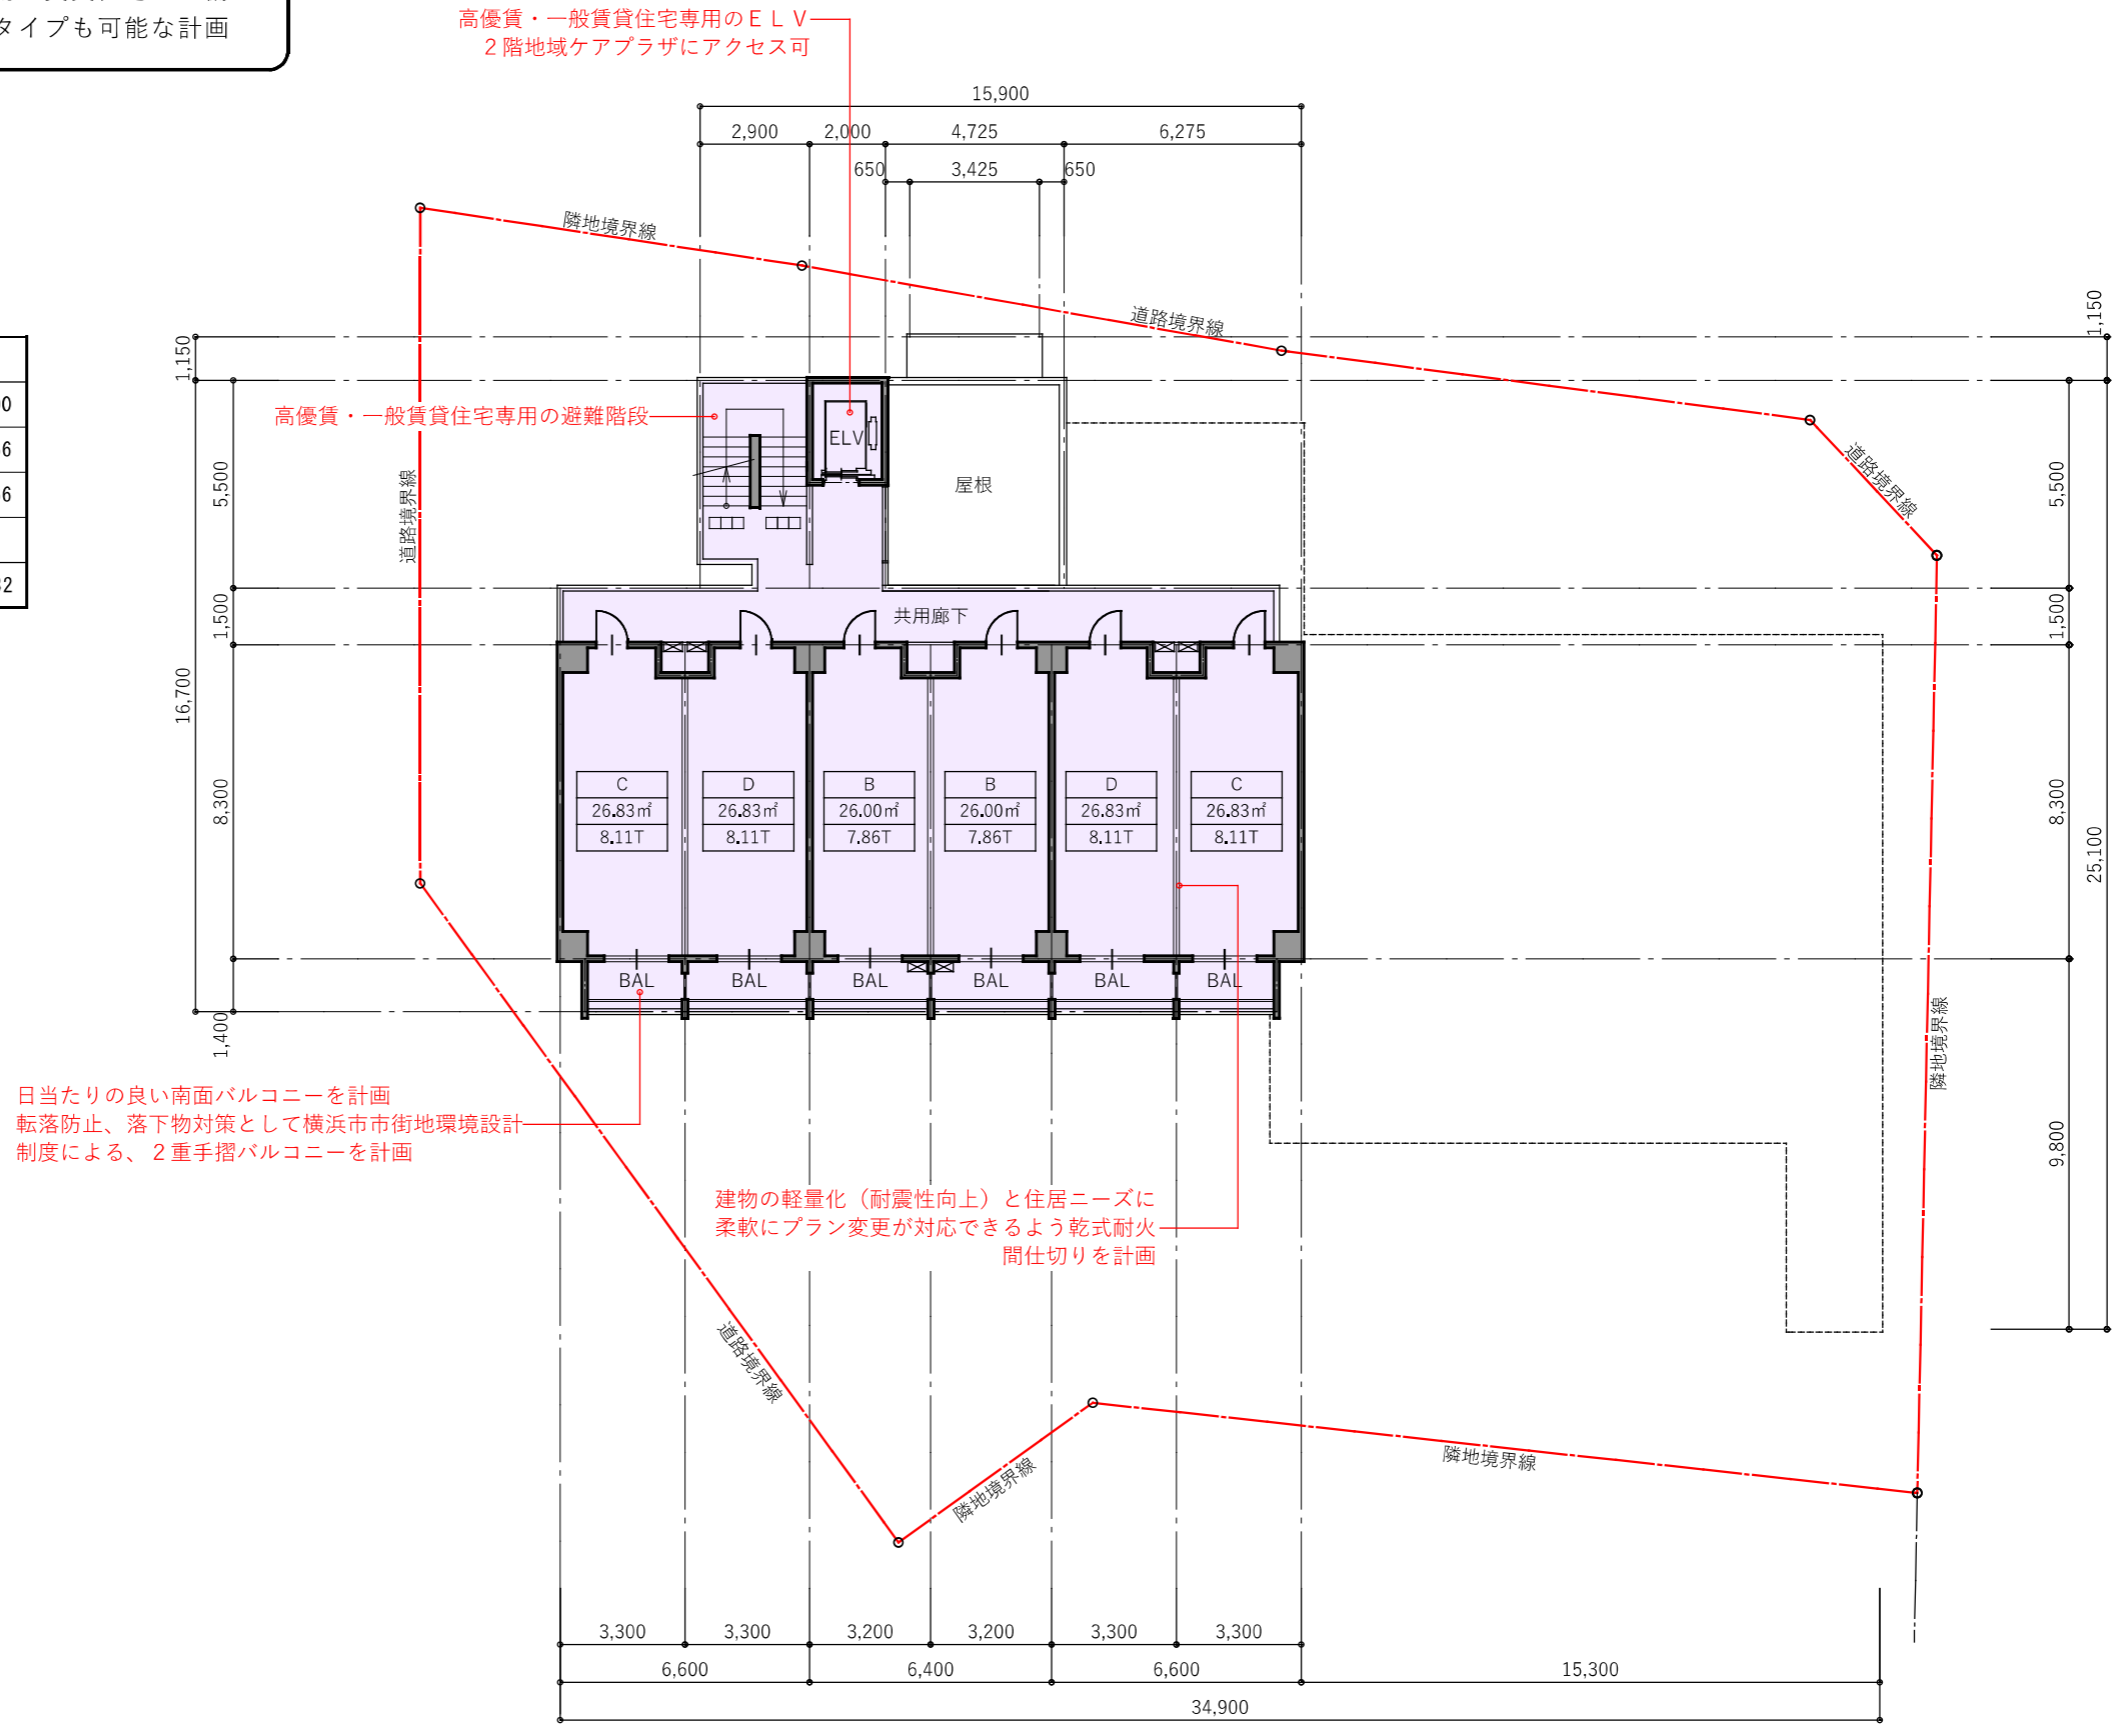 タイプも可能な計画
高優賃・一般賃貸住宅専用のＥＬＶ
２階地域ケアプラザにアクセス可
15,900
2,900
2,000
4,725
6,275
650
3,425
650
隣地境界線
道路境界線
道路境界線
道路境界線
1,150
5,500
1,500
8,300
1,400
16,700
1,150
5,500
1,500
8,300
9,800
25,100
高優賃・一般賃貸住宅専用の避難階段
ELV
屋根
共用廊下
C
26.83㎡
8.11T
D
26.83㎡
8.11T
B
26.00㎡
7.86T
B
26.00㎡
7.86T
D
26.83㎡
8.11T
C
26.83㎡
8.11T
BAL
BAL
BAL
BAL
BAL
BAL
隣地境界線
日当たりの良い南面バルコニーを計画
転落防止、落下物対策として横浜市市街地環境設計
制度による、２重手摺バルコニーを計画
建物の軽量化（耐震性向上）と住居ニーズに
柔軟にプラン変更が対応できるよう乾式耐火
間仕切りを計画
道路境界線
隣地境界線
隣地境界線
3,300
3,300
3,200
3,200
3,300
3,300
6,600
6,400
6,600
15,300
34,900